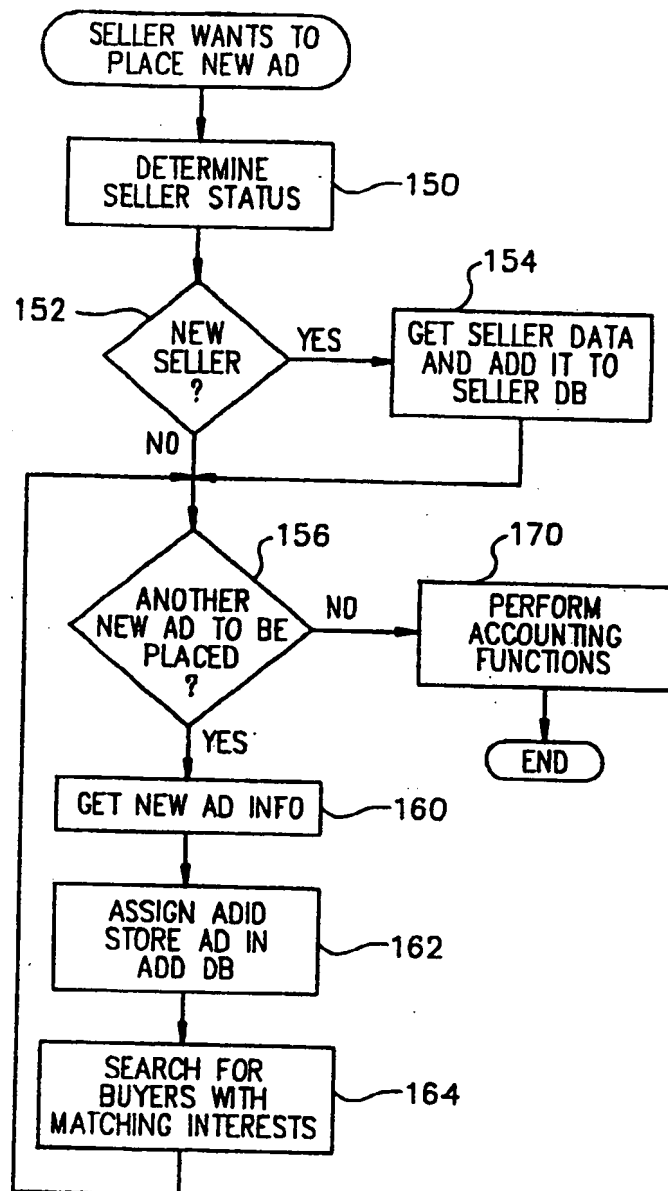 SELLER WANTS TO
PLACE NEW AD
DETERMINE
SELLER STATUS
150
152
NEW
SELLER
?
YES
NO
154
GET SELLER DATA
AND ADD IT TO
SELLER DB
156
ANOTHER
NEW AD TO BE
PLACED
?
NO
YES
170
PERFORM
ACCOUNTING
FUNCTIONS
END
GET NEW AD INFO
160
ASSIGN ADID
STORE AD IN
ADD DB
162
SEARCH FOR
BUYERS WITH
MATCHING INTERESTS
164